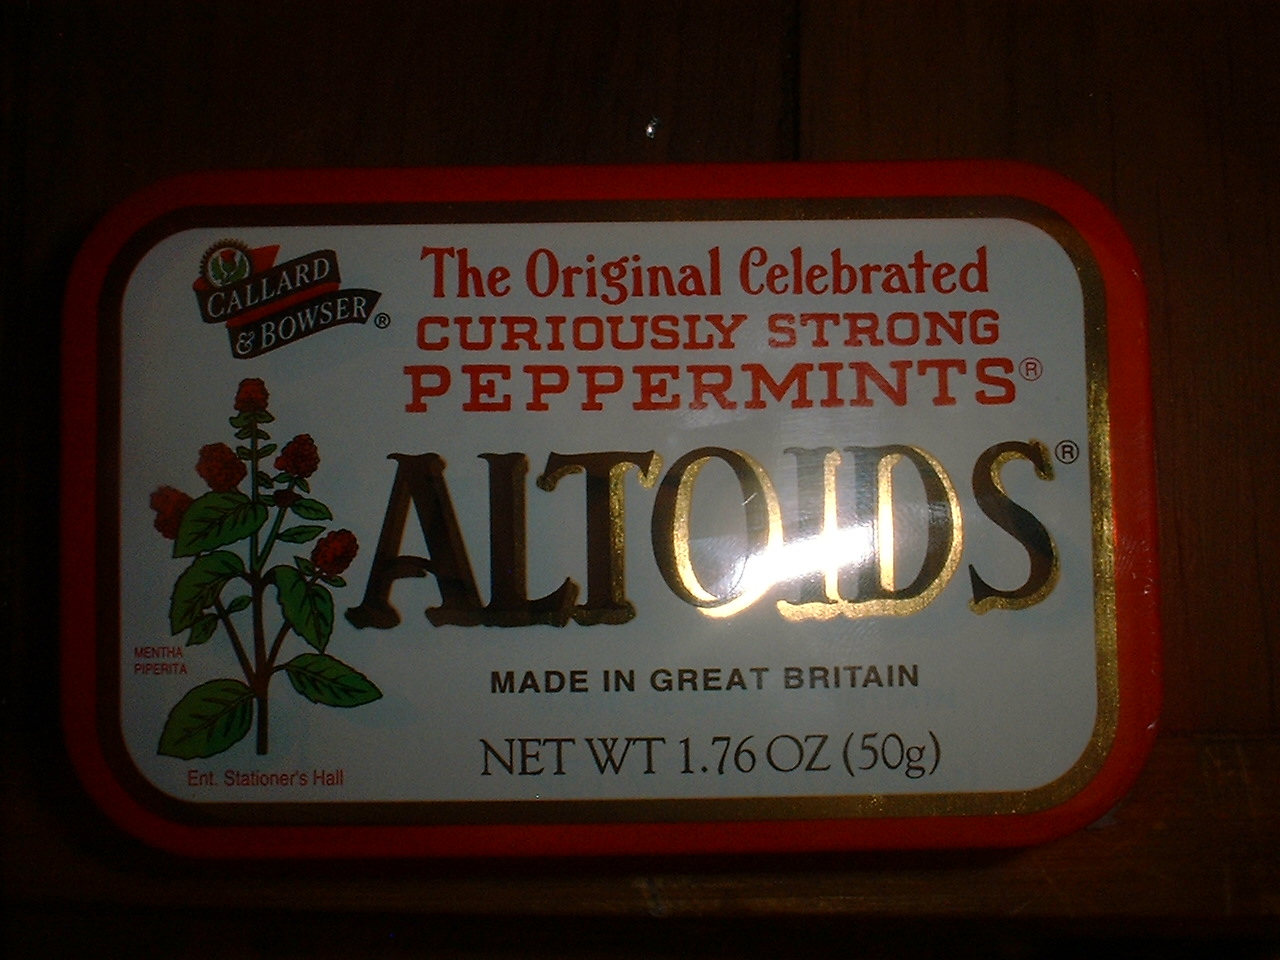 CALLARD
& BOWSER®
The Original Celebrated
CURIOUSLY STRONG
PEPPERMINTS®
ALTOIDS®
MENTHA
PIPERITA
MADE IN GREAT BRITAIN
NET WT 1.76 OZ (50g)
Ent. Stationer's Hall